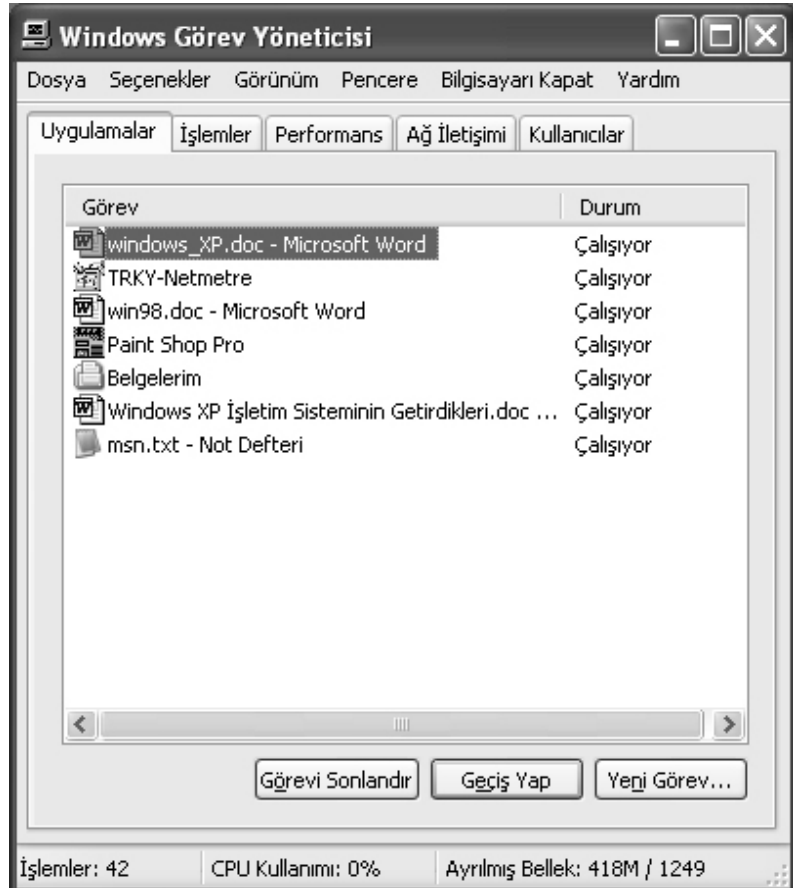 Windows Görev Yöneticisi
Dosya Seçenekler Görünüm Pencere Bilgisayarı Kapat Yardım
Uygulamalar İşlemler Performans Ağ İletişimi Kullanıcılar
Görev Durum
windows_XP.doc - Microsoft Word Çalışıyor
TRKY-Netmetre Çalışıyor
win98.doc - Microsoft Word Çalışıyor
Paint Shop Pro Çalışıyor
Belgelerim Çalışıyor
Windows XP İşletim Sisteminin Getirdikleri.doc ... Çalışıyor
msn.txt - Not Defteri Çalışıyor
Görevi Sonlandır Geçiş Yap Yeni Görev...
İşlemler: 42 CPU Kullanımı: 0% Ayrılmış Bellek: 418M / 1249